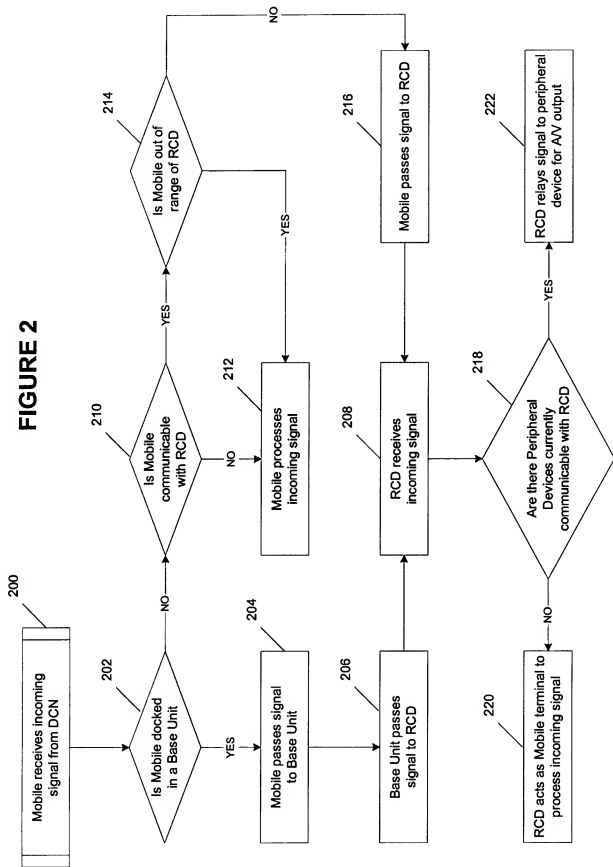 FIGURE 2
200
Mobile receives incoming
signal from DCN
202
Is Mobile docked
in a Base Unit
NO
YES
204
Mobile passes signal
to Base Unit
206
Base Unit passes
signal to RCD
210
Is Mobile
communicable
with RCD
YES
NO
212
Mobile processes
incoming signal
214
Is Mobile out of
range of RCD
NO
YES
216
Mobile passes signal to RCD
208
RCD receives
incoming signal
218
Are there Peripheral
Devices currently
communicable with RCD
NO
YES
220
RCD acts as Mobile terminal to
process incoming signal
222
RCD relays signal to peripheral
device for A/V output